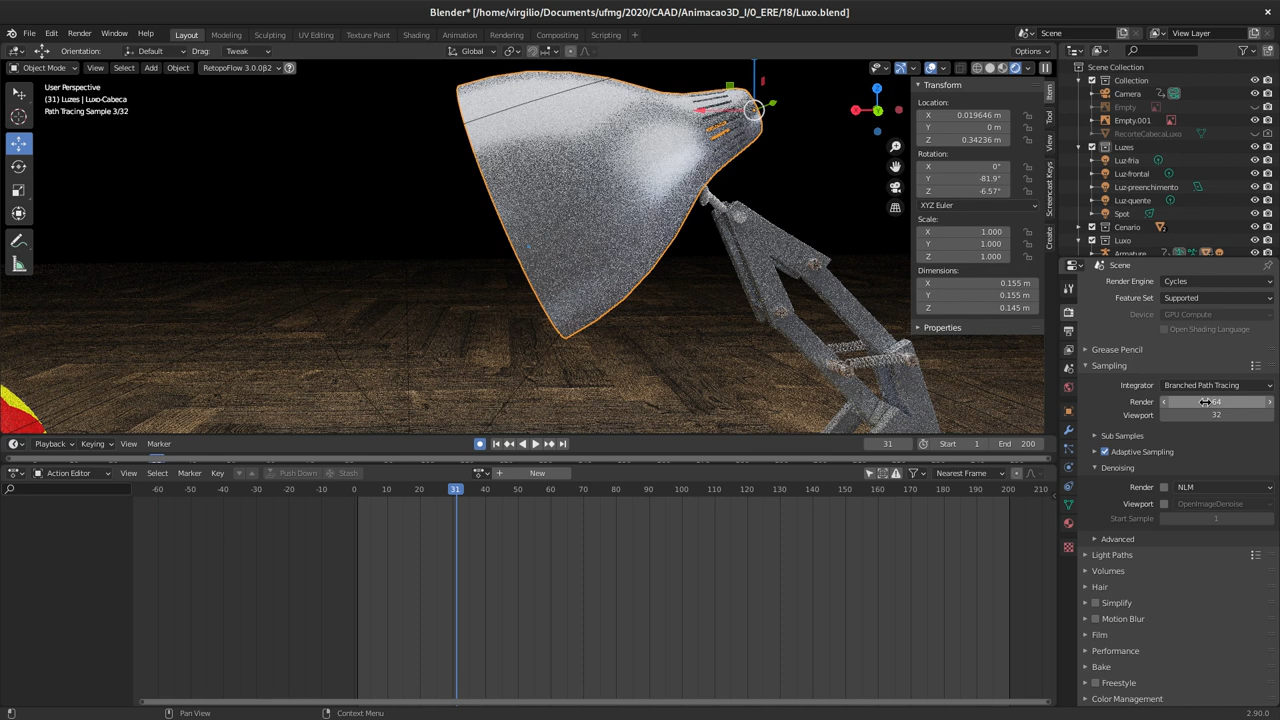 Blender* [/home/virgilio/Documents/ufmg/2020/CAAD/Animacao3D_I/0_ERE/18/Luxo.blend]
File Edit Render Window Help Layout Modeling Sculpting UV Editing Texture Paint Shading Animation Rendering Compositing Scripting + Scene View Layer
Orientation: Default Drag: Tweak Global Options
Object Mode View Select Add Object RetopoFlow 3.0.0β2
User Perspective
(31) Luzes | Luxo-Cabeca
Path Tracing Sample 3/32
Z
X
Y
Transform
Location:
X 0.019646 m
Y 0 m
Z 0.34236 m
Rotation:
X 0°
Y -81.9°
Z -6.57°
XYZ Euler
Scale:
X 1.000
Y 1.000
Z 1.000
Dimensions:
X 0.155 m
Y 0.155 m
Z 0.145 m
Properties
Item
Tool
View
Screencast Keys
Create
Scene Collection
Collection
Camera
Empty
Empty.001
RecorteCabecaLuxo
Luzes
Luz-fria
Luz-frontal
Luz-preenchimento
Luz-quente
Spot
Cenario
Luxo
Armature
Scene
Render Engine Cycles
Feature Set Supported
Device GPU Compute
Open Shading Language
Grease Pencil
Sampling
Integrator Branched Path Tracing
Render 64
Viewport 32
Sub Samples
Adaptive Sampling
Denoising
Render NLM
Viewport OpenImageDenoise
Start Sample 1
Advanced
Light Paths
Volumes
Hair
Simplify
Motion Blur
Film
Performance
Bake
Freestyle
Color Management
Playback Keying View Marker 31 Start 1 End 200
Action Editor View Select Marker Key Push Down Stash New Nearest Frame
-60 -50 -40 -30 -20 -10 0 10 20 31 40 50 60 70 80 90 100 110 120 130 140 150 160 170 180 190 200 210
Pan View Context Menu 2.90.0